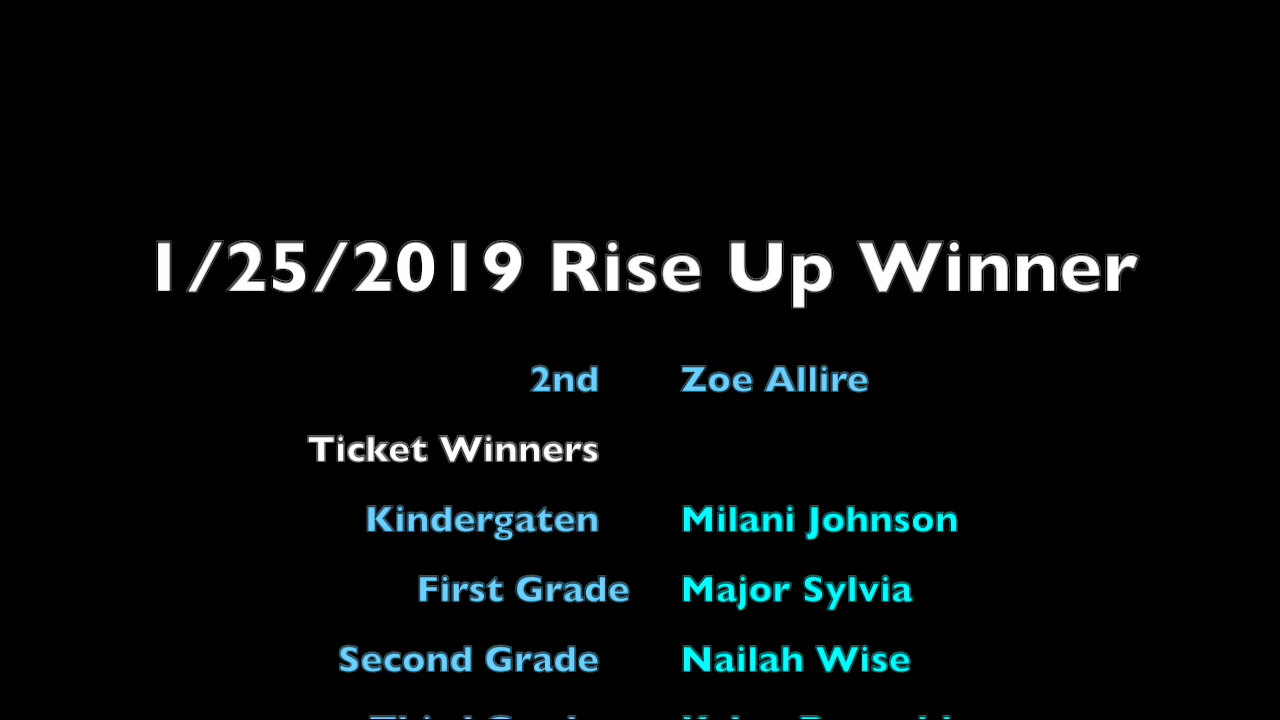 1/25/2019 Rise Up Winner
2nd Zoe Allire
Ticket Winners
Kindergaten Milani Johnson
First Grade Major Sylvia
Second Grade Nailah Wise